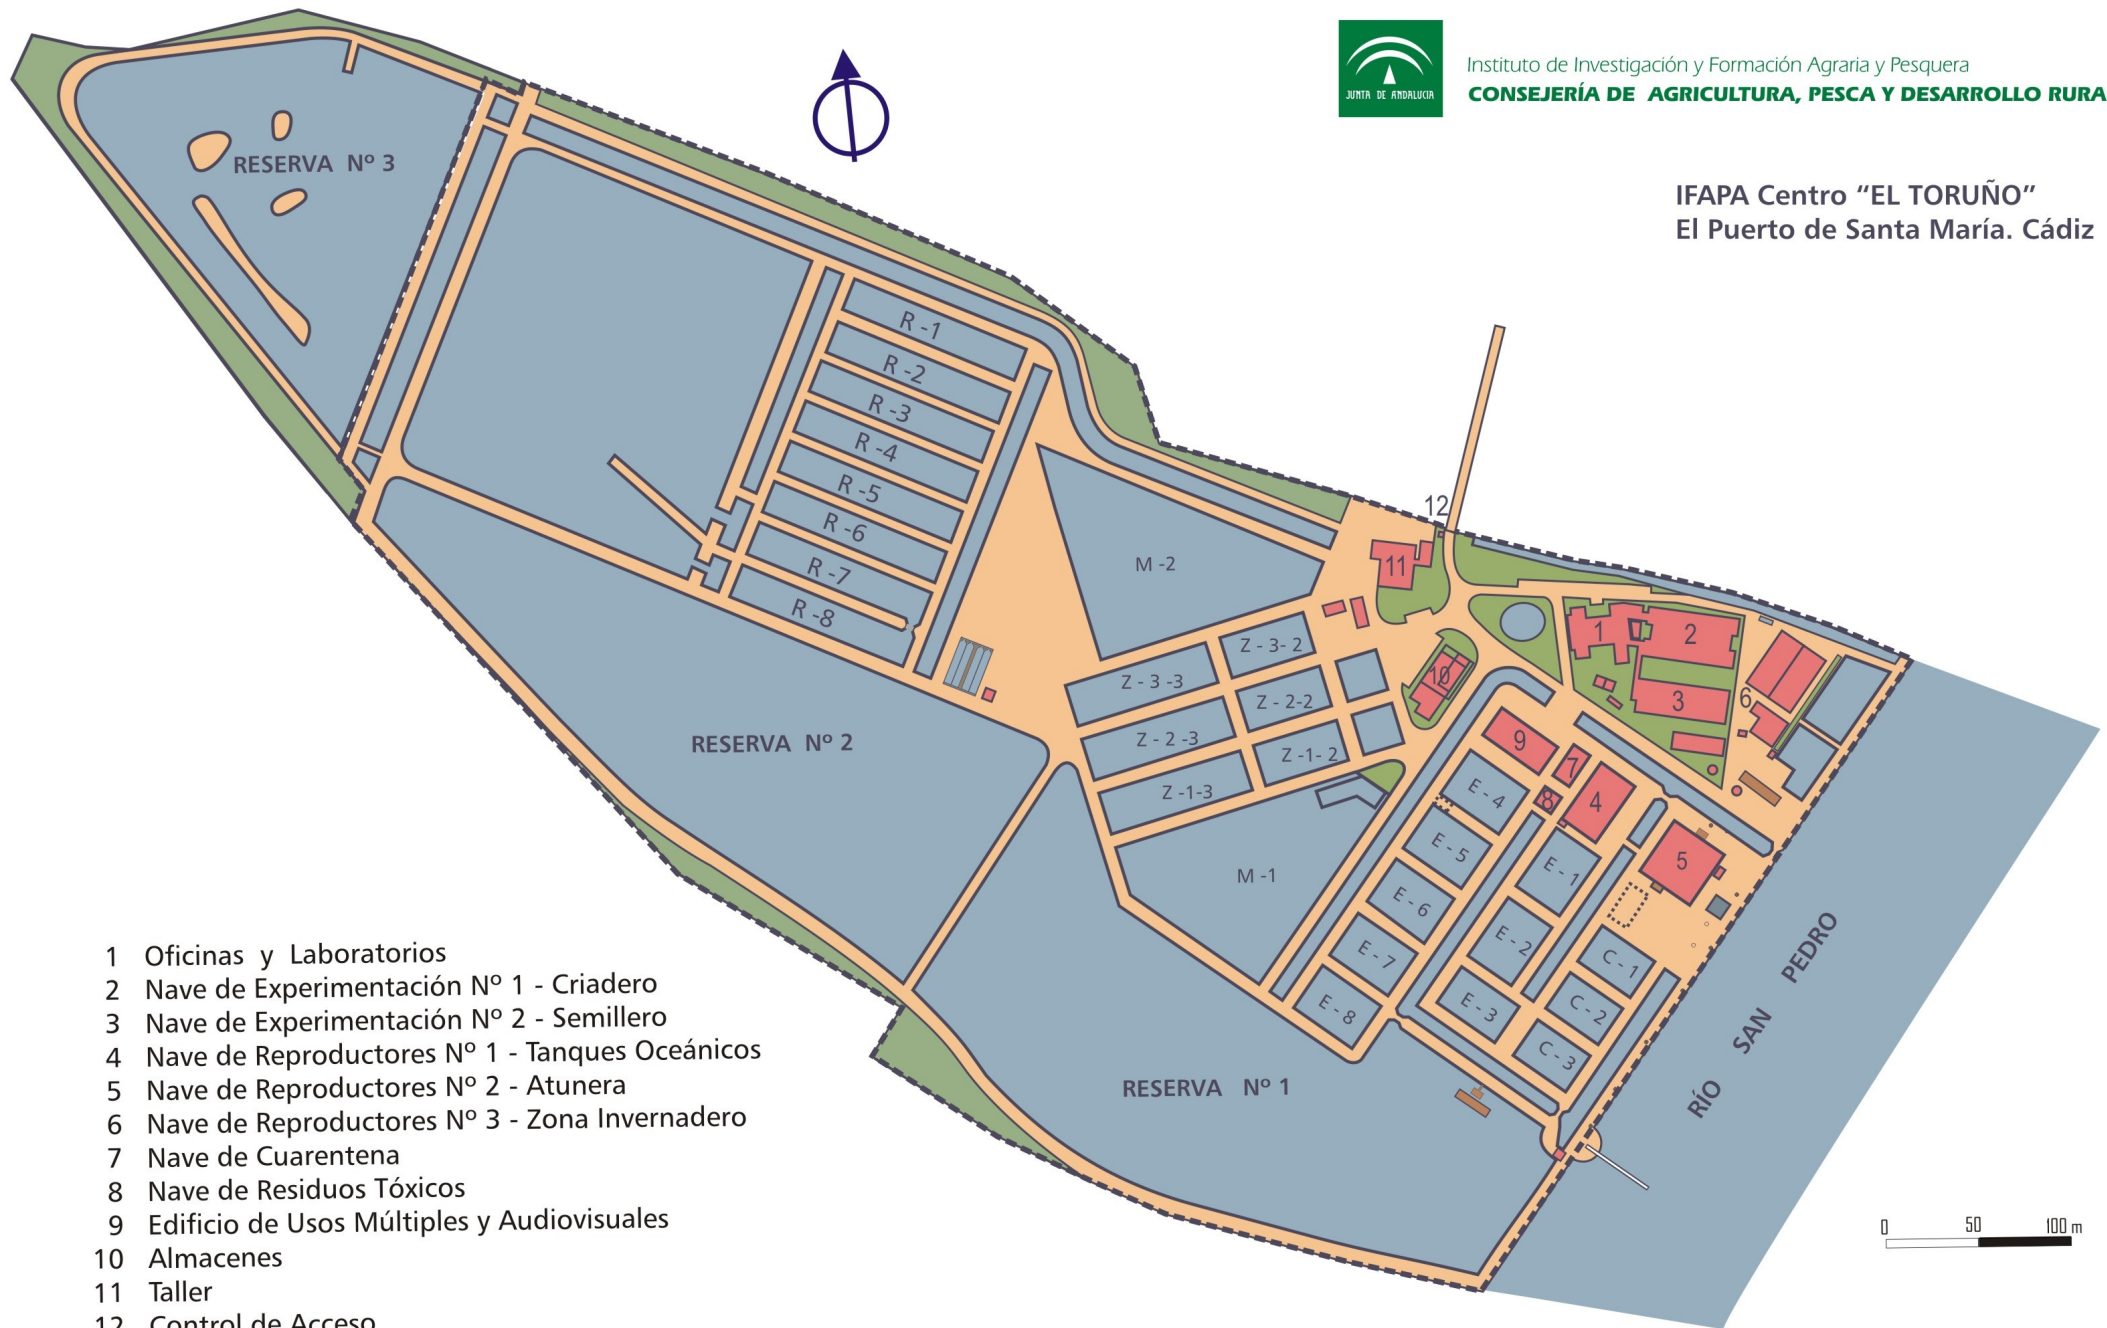 JUNTA DE ANDALUCIA
Instituto de Investigación y Formación Agraria y Pesquera
CONSEJERÍA DE AGRICULTURA, PESCA Y DESARROLLO RURA
IFAPA Centro “EL TORUÑO”
El Puerto de Santa María. Cádiz
RESERVA Nº 3
R -1
R -2
R -3
R -4
R -5
R -6
R -7
R -8
12
11
M -2
1
2
3
6
10
Z - 3- 2
Z - 3 -3
Z - 2-2
Z - 2 -3
Z -1- 2
Z -1-3
RESERVA Nº 2
9
7
8
4
5
E - 4
E - 5
E - 6
E - 7
E - 8
E - 1
E - 2
E - 3
C - 1
C - 2
C - 3
M -1
RESERVA Nº 1
RÍO SAN PEDRO
0 50 100 m
1 Oficinas y Laboratorios
2 Nave de Experimentación Nº 1 - Criadero
3 Nave de Experimentación Nº 2 - Semillero
4 Nave de Reproductores Nº 1 - Tanques Oceánicos
5 Nave de Reproductores Nº 2 - Atunera
6 Nave de Reproductores Nº 3 - Zona Invernadero
7 Nave de Cuarentena
8 Nave de Residuos Tóxicos
9 Edificio de Usos Múltiples y Audiovisuales
10 Almacenes
11 Taller
12 Control de Acceso